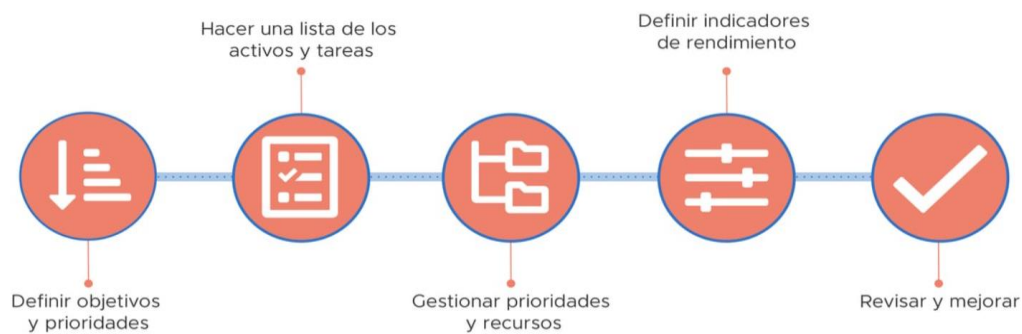 Definir objetivos
y prioridades
Hacer una lista de los
activos y tareas
Gestionar prioridades
y recursos
Definir indicadores
de rendimiento
Revisar y mejorar